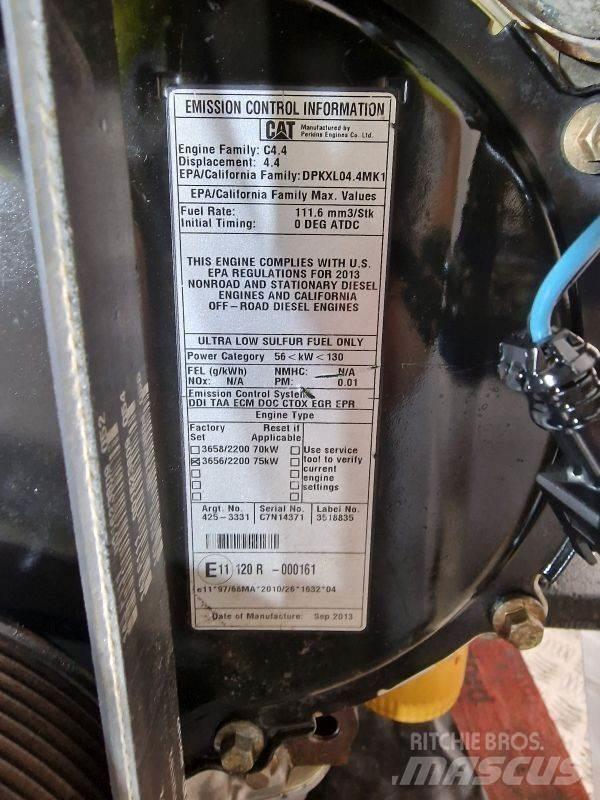 EMISSION CONTROL INFORMATION
CAT Manufactured by
Perkins Engines Co. Ltd.
Engine Family: C4.4
Displacement: 4.4
EPA/California Family: DPKXL04.4MK1
EPA/California Family Max. Values
Fuel Rate: 111.6 mm3/Stk
Initial Timing: 0 DEG ATDC
THIS ENGINE COMPLIES WITH U.S.
EPA REGULATIONS FOR 2013
NONROAD AND STATIONARY DIESEL
ENGINES AND CALIFORNIA
OFF-ROAD DIESEL ENGINES
ULTRA LOW SULFUR FUEL ONLY
Power Category 56<kW<130
FEL (g/kWh) NMHC: N/A
NOx: N/A PM: 0.01
Emission Control System
DDI TAA ECM DOC CTOX EGR EPR
Engine Type
Factory Set Reset if Applicable
3658/2200 70kW
3656/2200 75kW
Use service
tool to verify
current
engine
settings
Argt. No. Serial No. Label No.
425-3331 C7N14371 3518835
E11 120 R -000161
e11*97/68MA*2010/26*1632*04
Date of Manufacture: Sep 2013
RITCHIE BROS.
MASCUS